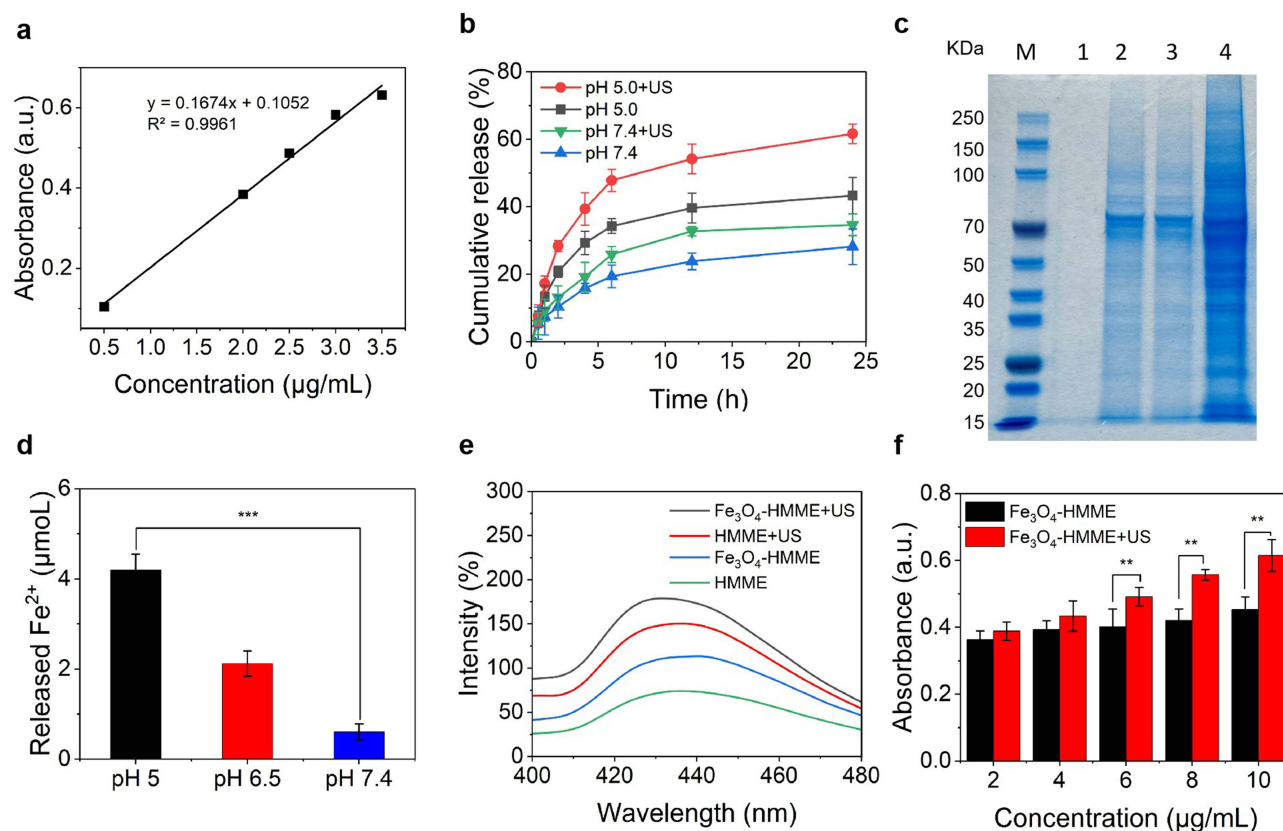 a
Absorbance (a.u.)
0.6
0.4
0.2
y = 0.1674x + 0.1052
R² = 0.9961
0.5 1.0 1.5 2.0 2.5 3.0 3.5
Concentration (µg/mL)
b
Cumulative release (%)
80
60
40
20
0
pH 5.0+US
pH 5.0
pH 7.4+US
pH 7.4
0 5 10 15 20 25
Time (h)
c
KDa M 1 2 3 4
250
150
100
70
50
40
35
25
20
15
d
Released Fe²⁺ (µmoL)
6
4
2
0
***
pH 5 pH 6.5 pH 7.4
e
Intensity (%)
300
250
200
150
100
50
0
Fe₃O₄-HMME+US
HMME+US
Fe₃O₄-HMME
HMME
400 420 440 460 480
Wavelength (nm)
f
Absorbance (a.u.)
0.8
0.6
0.4
0.2
0.0
Fe₃O₄-HMME
Fe₃O₄-HMME+US
** ** **
2 4 6 8 10
Concentration (µg/mL)